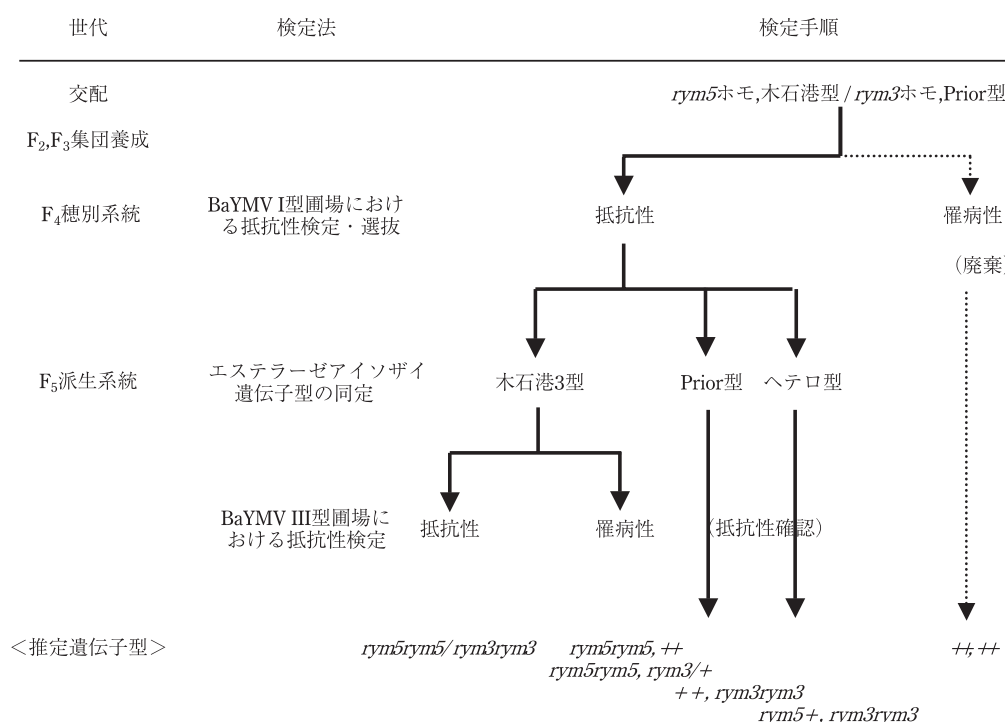 世代 検定法 検定手順
交配 rym5ホモ,木石港型 / rym3ホモ,Prior型
F2,F3集団養成
F4穂別系統 BaYMV I型圃場におけ 抵抗性 罹病性
る抵抗性検定・選抜
（廃棄）
F5派生系統 エステラーゼアイソザイ 木石港3型 Prior型 ヘテロ型
遺伝子型の同定
BaYMV III型圃場に 抵抗性 罹病性 （抵抗性確認）
おける抵抗性検定
＜推定遺伝子型＞ rym5rym5/ rym3rym3 rym5rym5, ++ ++, ++
rym5rym5, rym3/+
++, rym3rym3
rym5+, rym3rym3